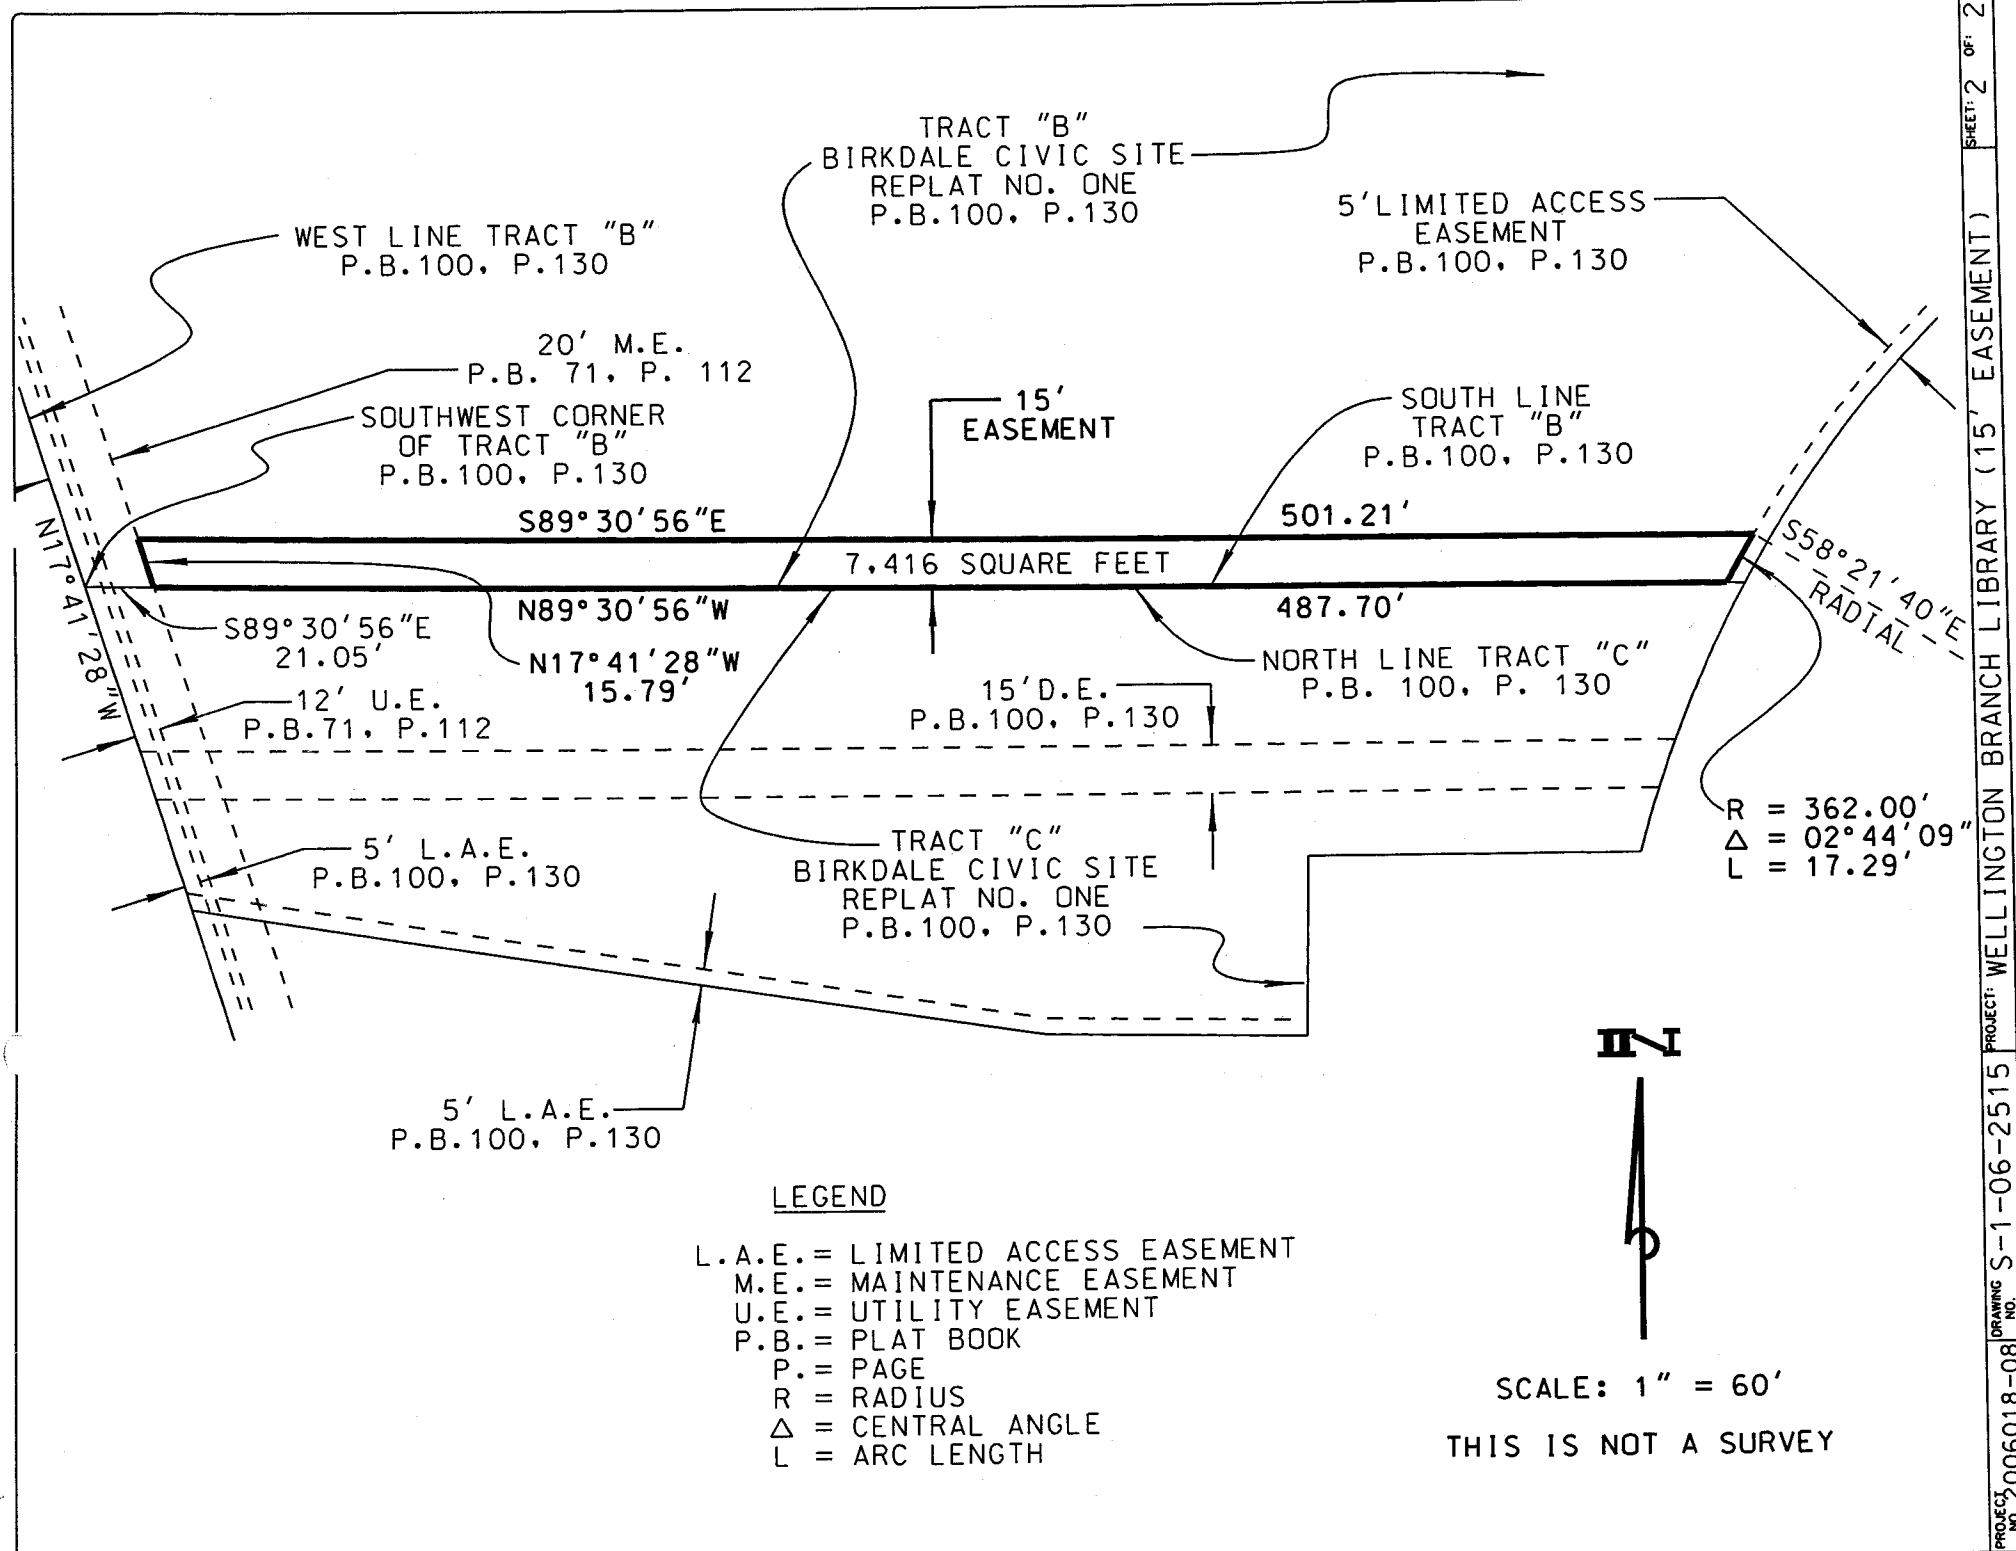 TRACT "B"
BIRKDALE CIVIC SITE
REPLAT NO. ONE
P.B.100, P.130
5'LIMITED ACCESS
EASEMENT
P.B.100, P.130
WEST LINE TRACT "B"
P.B.100, P.130
20' M.E.
P.B. 71, P. 112
SOUTHWEST CORNER
OF TRACT "B"
P.B.100, P.130
15'
EASEMENT
SOUTH LINE
TRACT "B"
P.B.100, P.130
S89°30'56"E
501.21'
7,416 SQUARE FEET
N89°30'56"W
487.70'
S58°21'40"E
RADIAL
N17°41'28"W
S89°30'56"E
21.05'
N17°41'28"W
15.79'
NORTH LINE TRACT "C"
P.B. 100, P. 130
12' U.E.
P.B.71, P.112
15'D.E.
P.B.100, P.130
R = 362.00'
Δ = 02°44'09"
L = 17.29'
5' L.A.E.
P.B.100, P.130
TRACT "C"
BIRKDALE CIVIC SITE
REPLAT NO. ONE
P.B.100, P.130
5' L.A.E.
P.B.100, P.130
N
LEGEND
L.A.E.= LIMITED ACCESS EASEMENT
M.E.= MAINTENANCE EASEMENT
U.E.= UTILITY EASEMENT
P.B.= PLAT BOOK
P.= PAGE
R = RADIUS
Δ = CENTRAL ANGLE
L = ARC LENGTH
SCALE: 1" = 60'
THIS IS NOT A SURVEY
PROJECT NO. 2006018-08
DRAWING NO. S-1-06-2515
PROJECT: WELLINGTON BRANCH LIBRARY (15' EASEMENT)
SHEET: 2 OF: 2